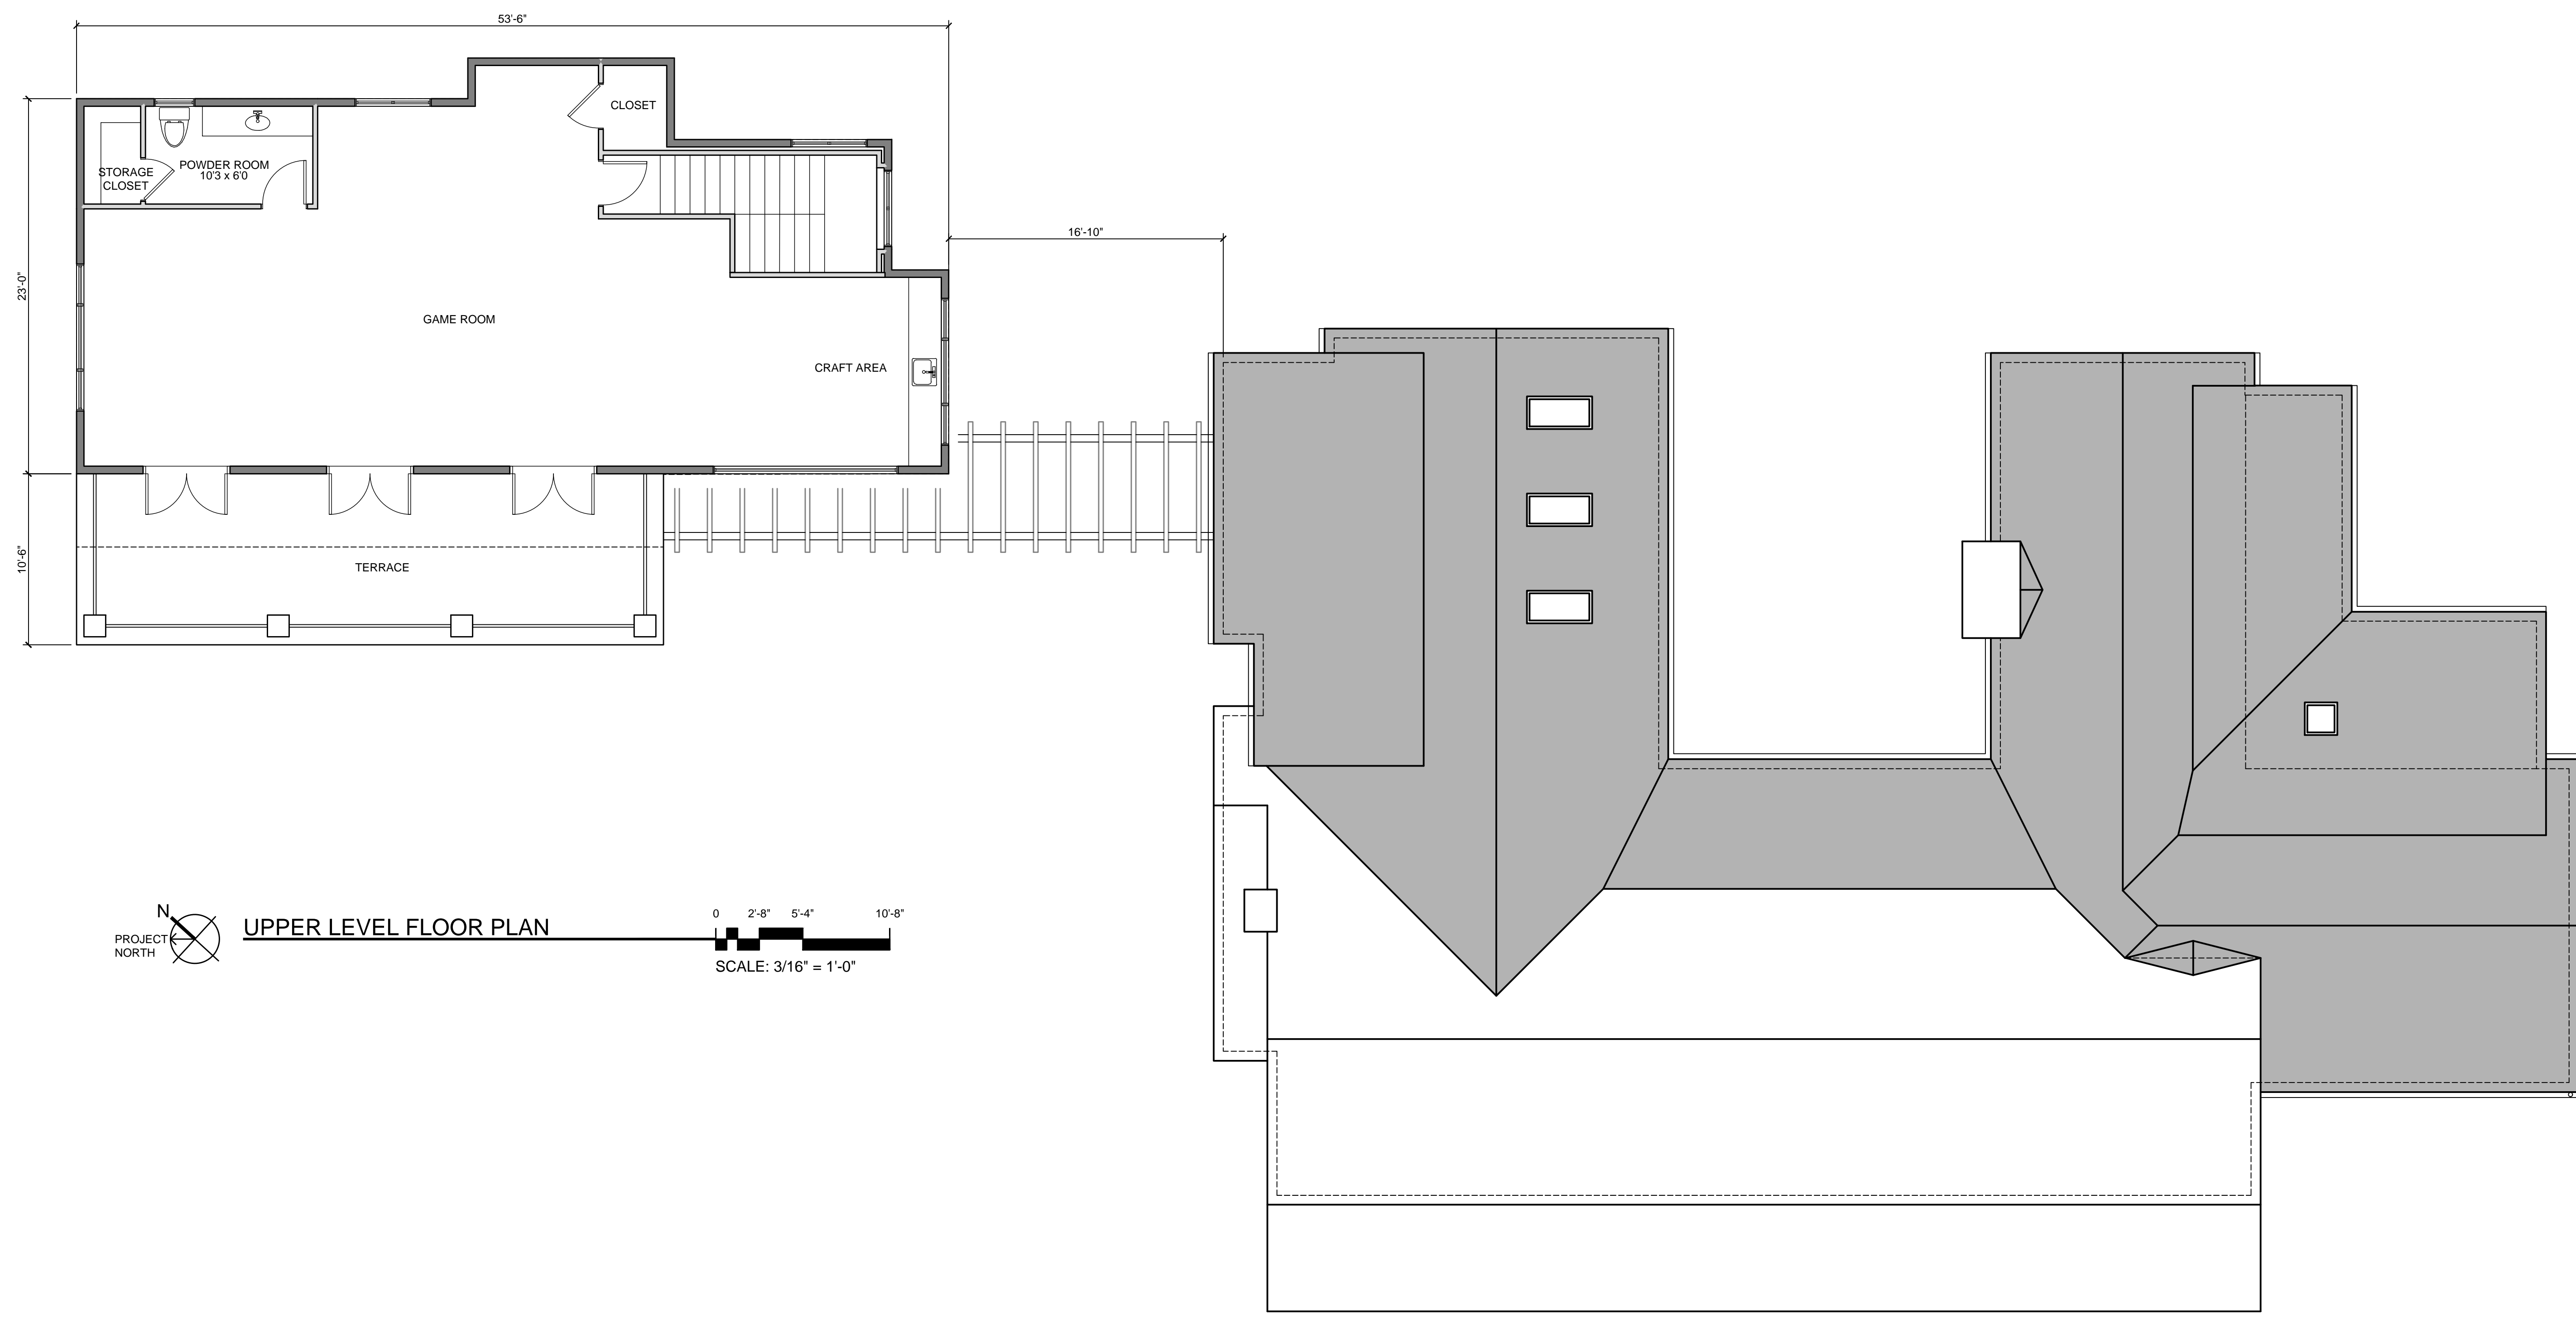 53'-6"
CLOSET
STORAGE
CLOSET
POWDER ROOM
10'3 x 6'0
16'-10"
23'-0"
GAME ROOM
CRAFT AREA
10'-6"
TERRACE
N
PROJECT
NORTH
UPPER LEVEL FLOOR PLAN
0 2'-8" 5'-4" 10'-8"
SCALE: 3/16" = 1'-0"